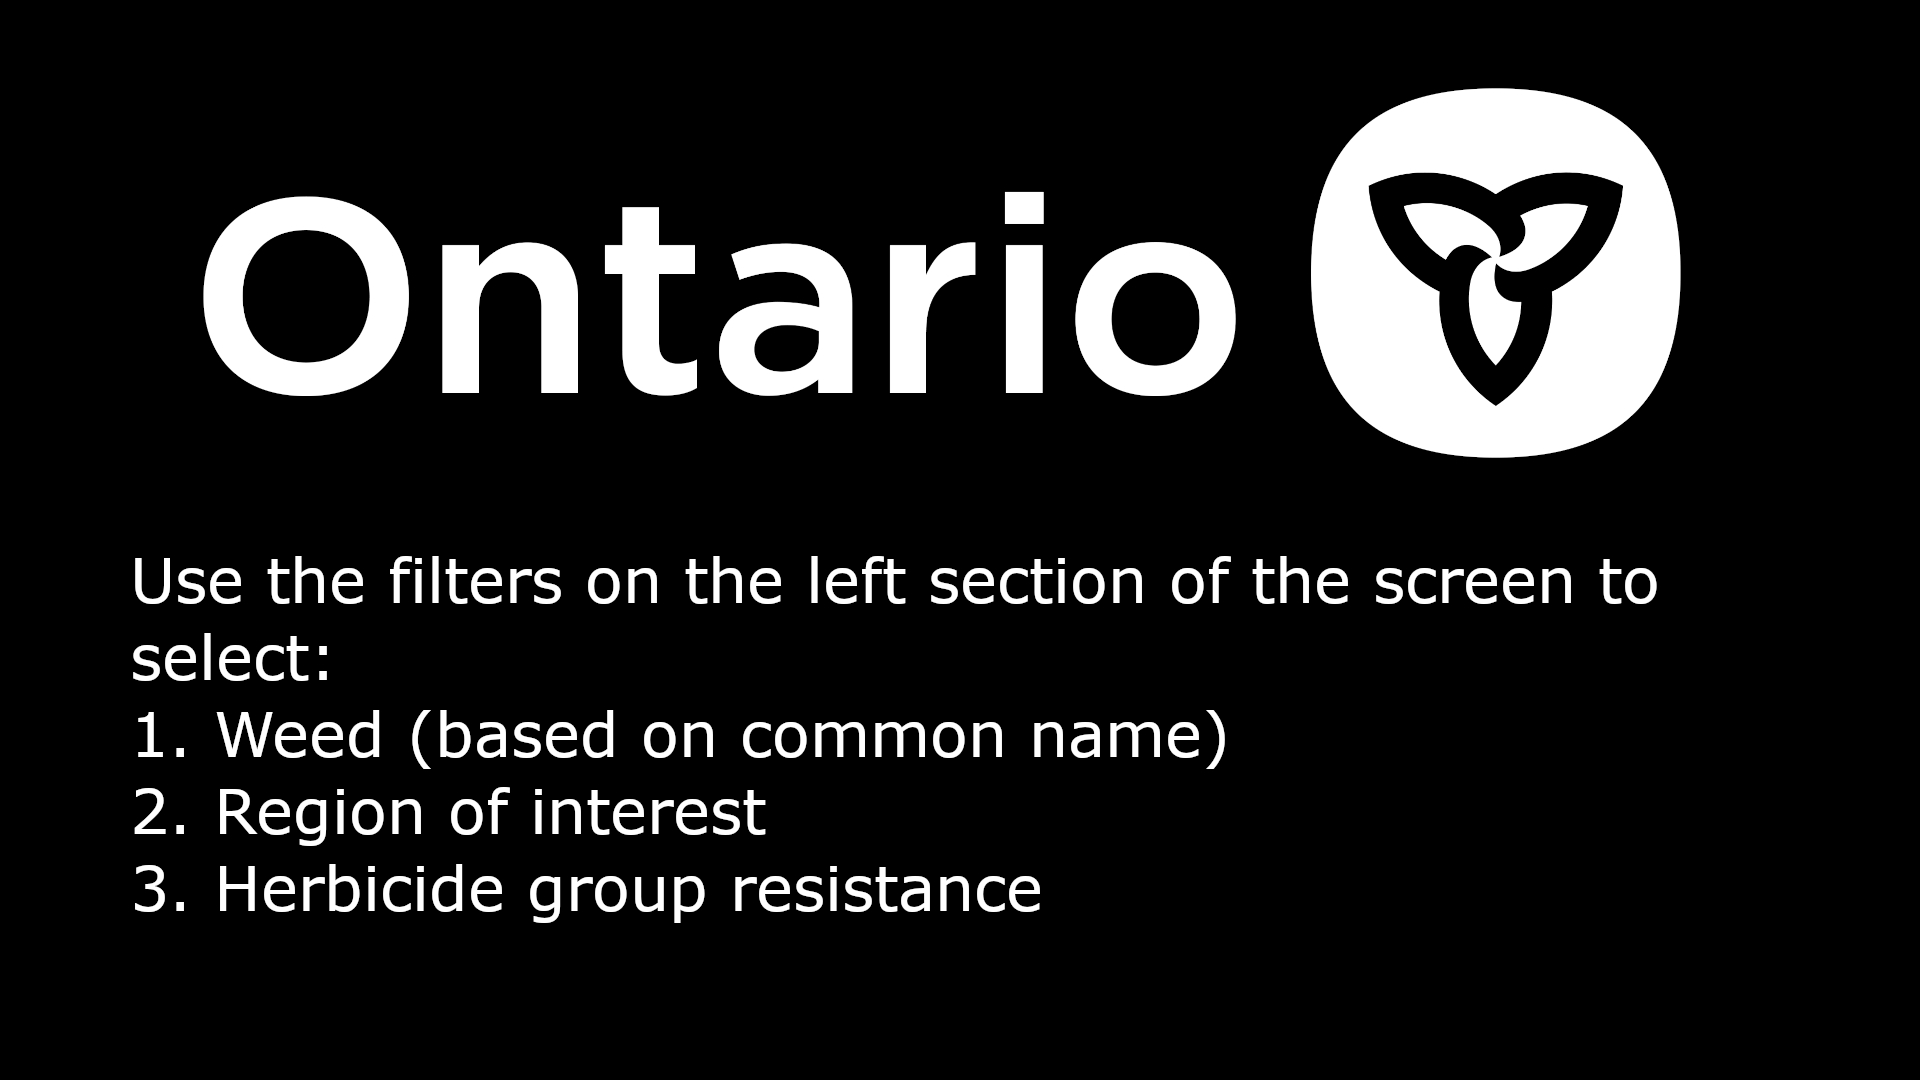 Ontario
Use the filters on the left section of the screen to
select:
1. Weed (based on common name)
2. Region of interest
3. Herbicide group resistance